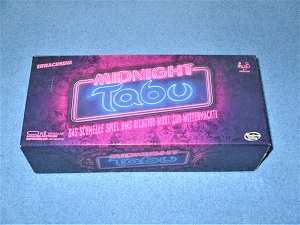 ERWACHSENE
MIDNIGHT
Tabu
DAS SCHNELLE SPIEL UMS RICHTIGE WORT ZUR MITTERNACHT!
MIDNIGHT
Tabu